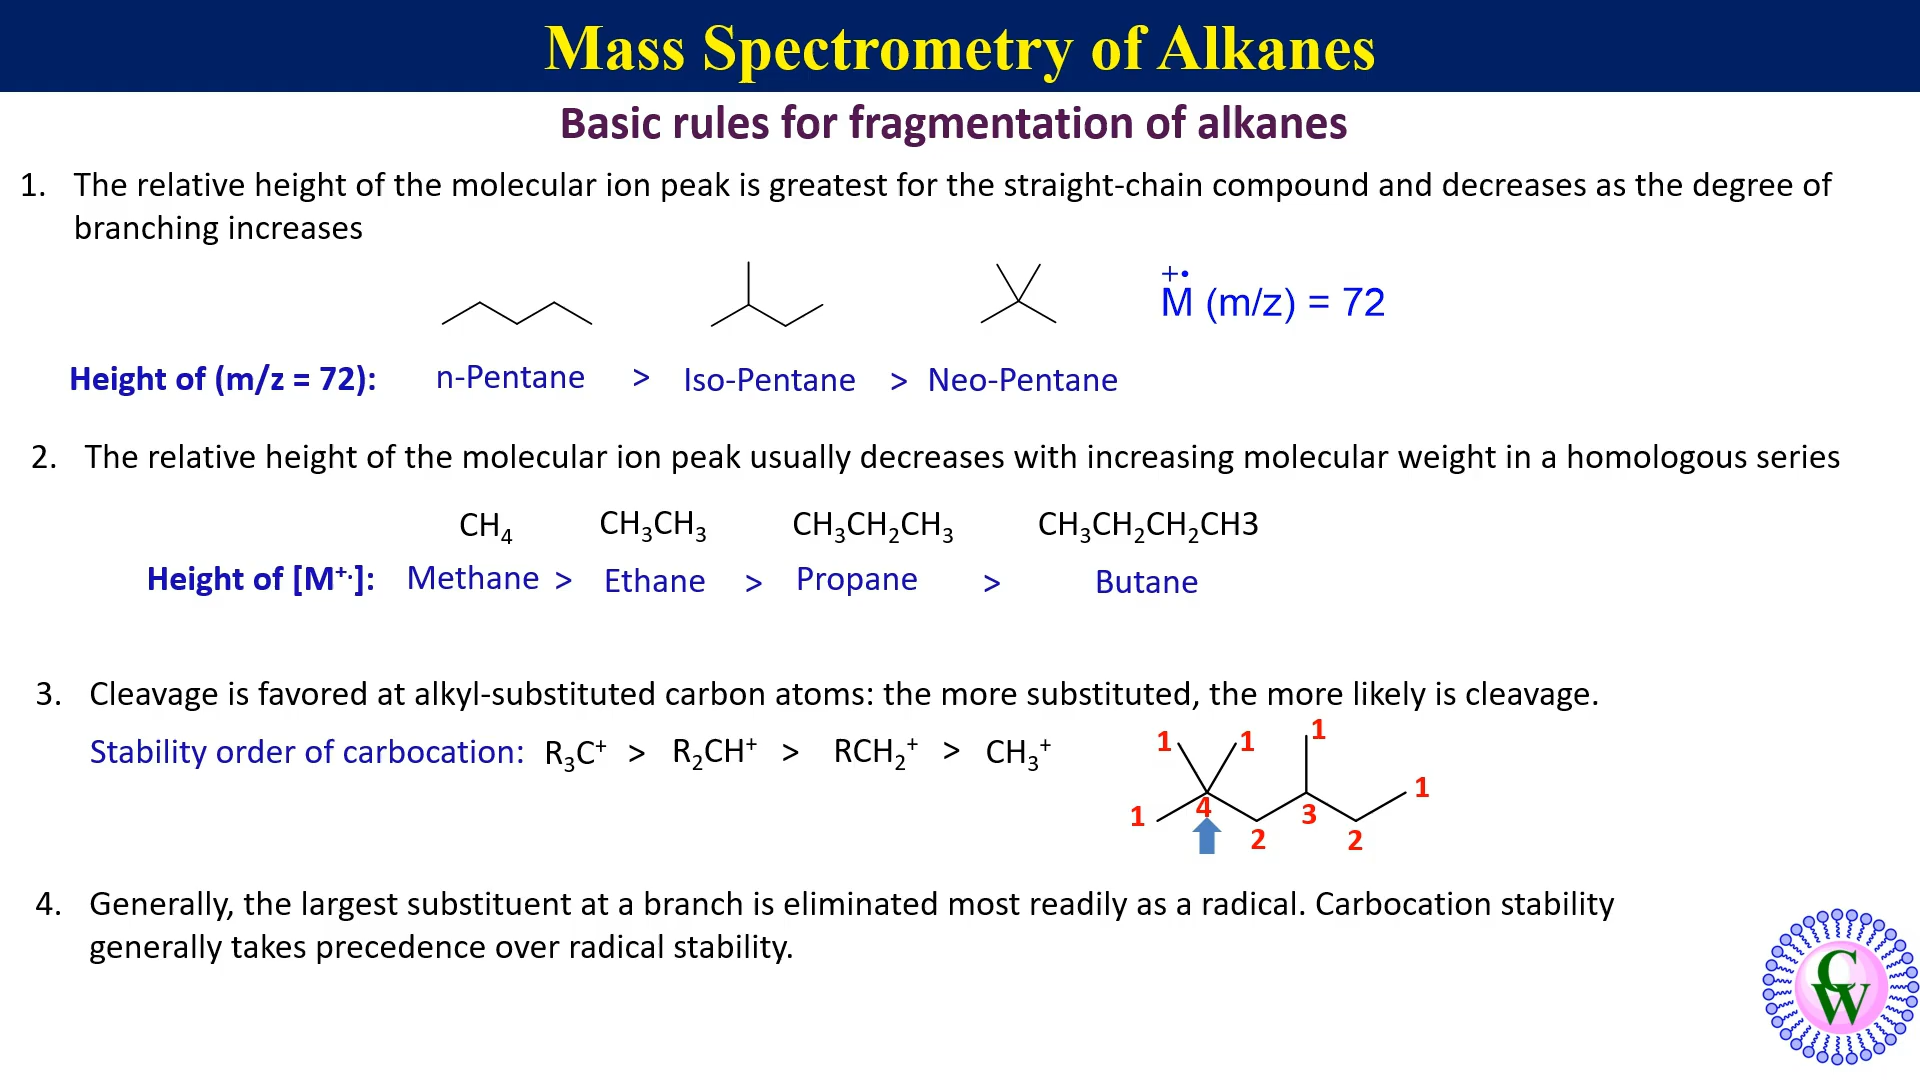 Mass Spectrometry of Alkanes
Basic rules for fragmentation of alkanes
1. The relative height of the molecular ion peak is greatest for the straight-chain compound and decreases as the degree of
branching increases
+•
M (m/z) = 72
Height of (m/z = 72): n-Pentane > Iso-Pentane > Neo-Pentane
2. The relative height of the molecular ion peak usually decreases with increasing molecular weight in a homologous series
CH₄ CH₃CH₃ CH₃CH₂CH₃ CH₃CH₂CH₂CH3
Height of [M⁺·]: Methane > Ethane > Propane > Butane
3. Cleavage is favored at alkyl-substituted carbon atoms: the more substituted, the more likely is cleavage.
Stability order of carbocation: R₃C⁺ > R₂CH⁺ > RCH₂⁺ > CH₃⁺
1 1 1
1 4 2 3 2 1
4. Generally, the largest substituent at a branch is eliminated most readily as a radical. Carbocation stability
generally takes precedence over radical stability.
CW